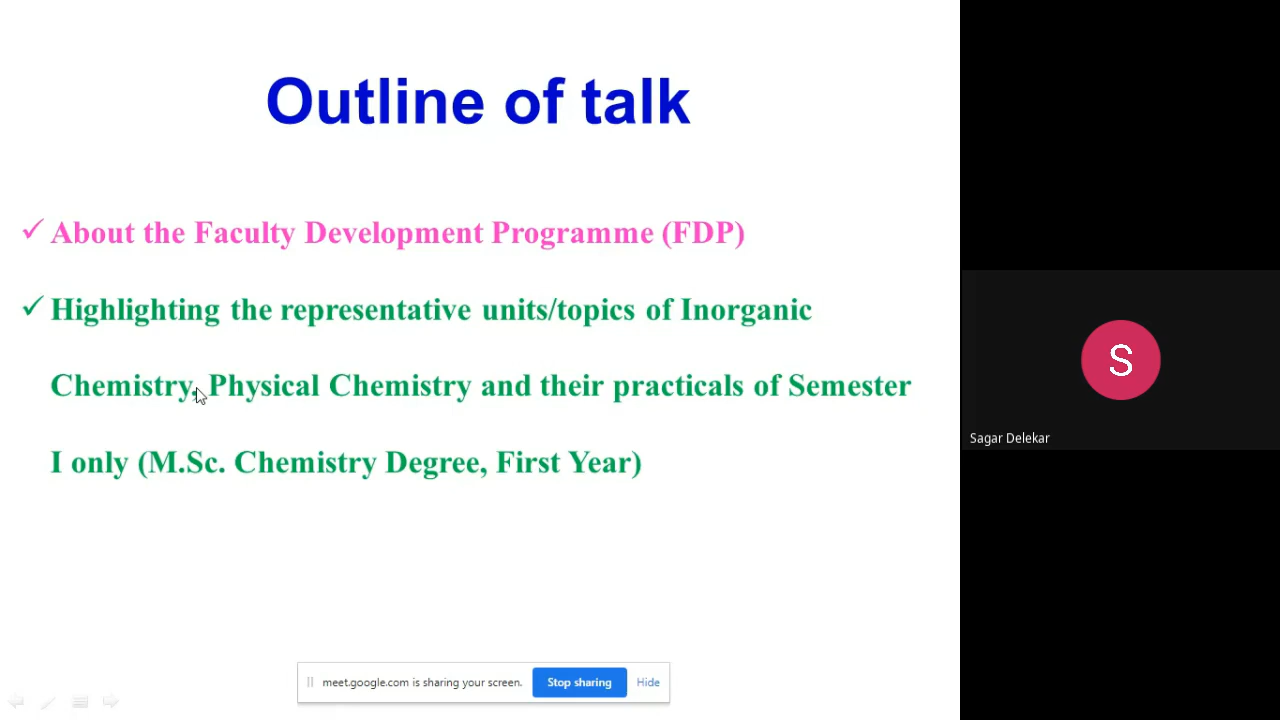 Outline of talk
✓ About the Faculty Development Programme (FDP)
✓ Highlighting the representative units/topics of Inorganic
Chemistry, Physical Chemistry and their practicals of Semester
I only (M.Sc. Chemistry Degree, First Year)
S
Sagar Delekar
meet.google.com is sharing your screen. Stop sharing Hide